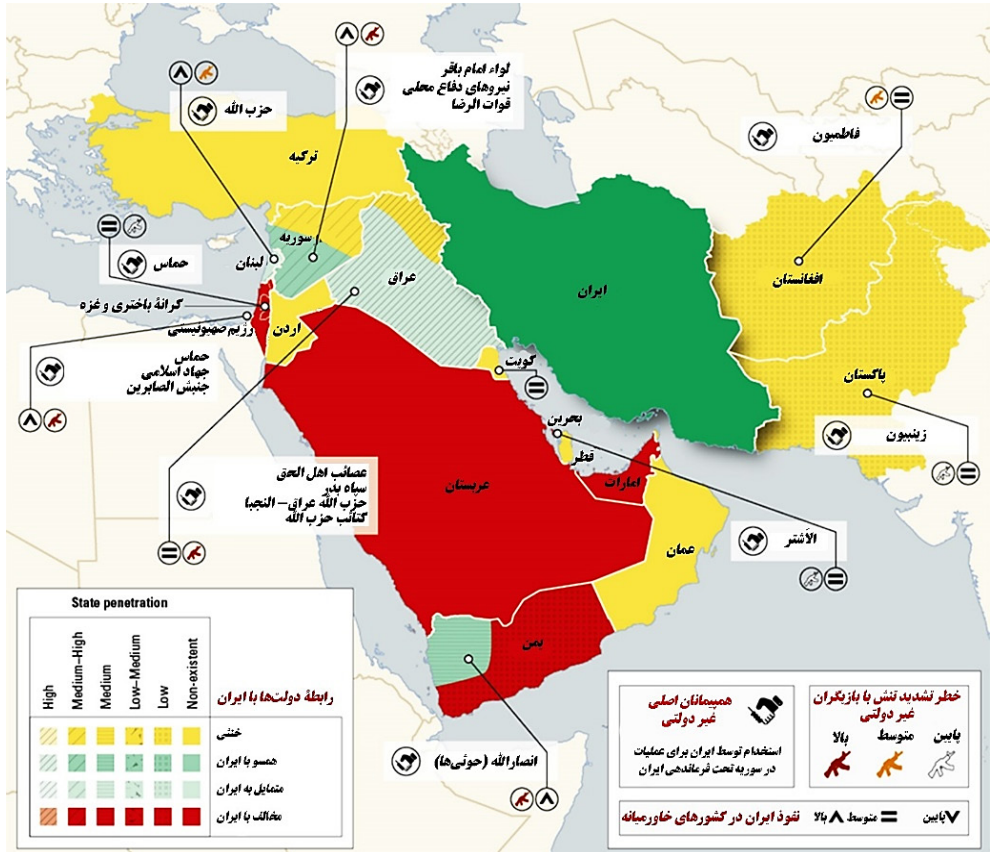 لواء امام باقر
نیروهای دفاع محلی
قوات الرضا
حزب الله
فاطمیون
ترکیه
سوریه
لبنان
عراق
ایران
افغانستان
حماس
کرانۀ باختری و غزه
رژیم صهیونیستی
اردن
کویت
پاکستان
حماس
جهاد اسلامی
جنبش الصابرین
بحرین
قطر
زینبیون
عربستان
امارات
عصائب اهل الحق
سپاه بدر
حزب الله عراق– النجبا
کتائب حزب الله
الأشتر
عمان
یمن
انصارالله (حوثی‌ها)
State penetration
High
Medium–High
Medium
Low–Medium
Low
Non-existent
رابطۀ دولت‌ها با ایران
خنثی
همسو با ایران
متمایل به ایران
مخالف با ایران
همپیمانان اصلی
غیر دولتی
استخدام توسط ایران برای عملیات
در سوریه تحت فرماندهی ایران
خطر تشدید تنش با بازیگران
غیر دولتی
پایین
متوسط
بالا
نفوذ ایران در کشورهای خاورمیانه
بالا
متوسط
پایین